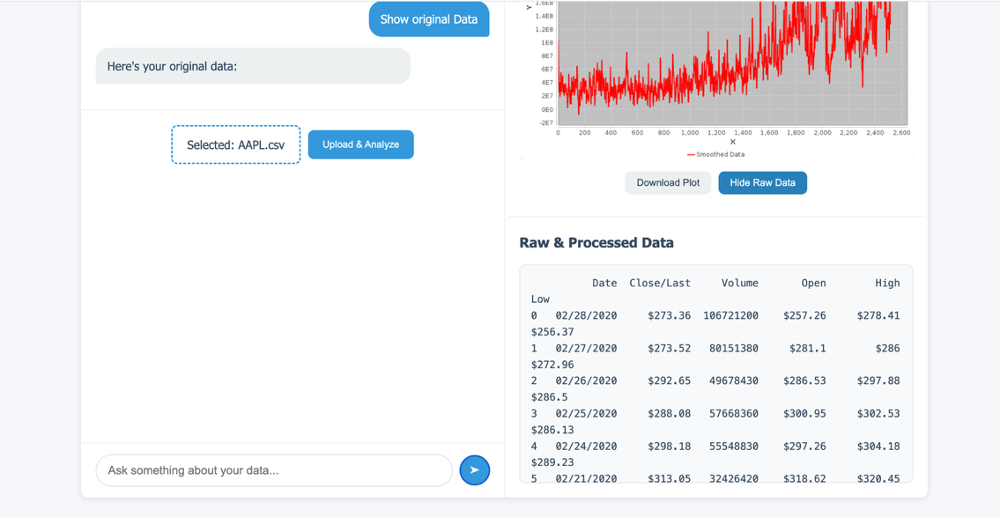 Show original Data
Here's your original data:
Selected: AAPL.csv
Upload & Analyze
Ask something about your data...
Y
1.6E8
1.4E8
1.2E8
1E8
8E7
6E7
4E7
2E7
0E0
-2E7
0 200 400 600 800 1,000 1,200 1,400 1,600 1,800 2,000 2,200 2,400 2,600
X
Smoothed Data
Download Plot
Hide Raw Data
Raw & Processed Data
Date Close/Last Volume Open High
Low
0 02/28/2020 $273.36 106721200 $257.26 $278.41
$256.37
1 02/27/2020 $273.52 80151380 $281.1 $286
$272.96
2 02/26/2020 $292.65 49678430 $286.53 $297.88
$286.5
3 02/25/2020 $288.08 57668360 $300.95 $302.53
$286.13
4 02/24/2020 $298.18 55548830 $297.26 $304.18
$289.23
5 02/21/2020 $313.05 32426420 $318.62 $320.45